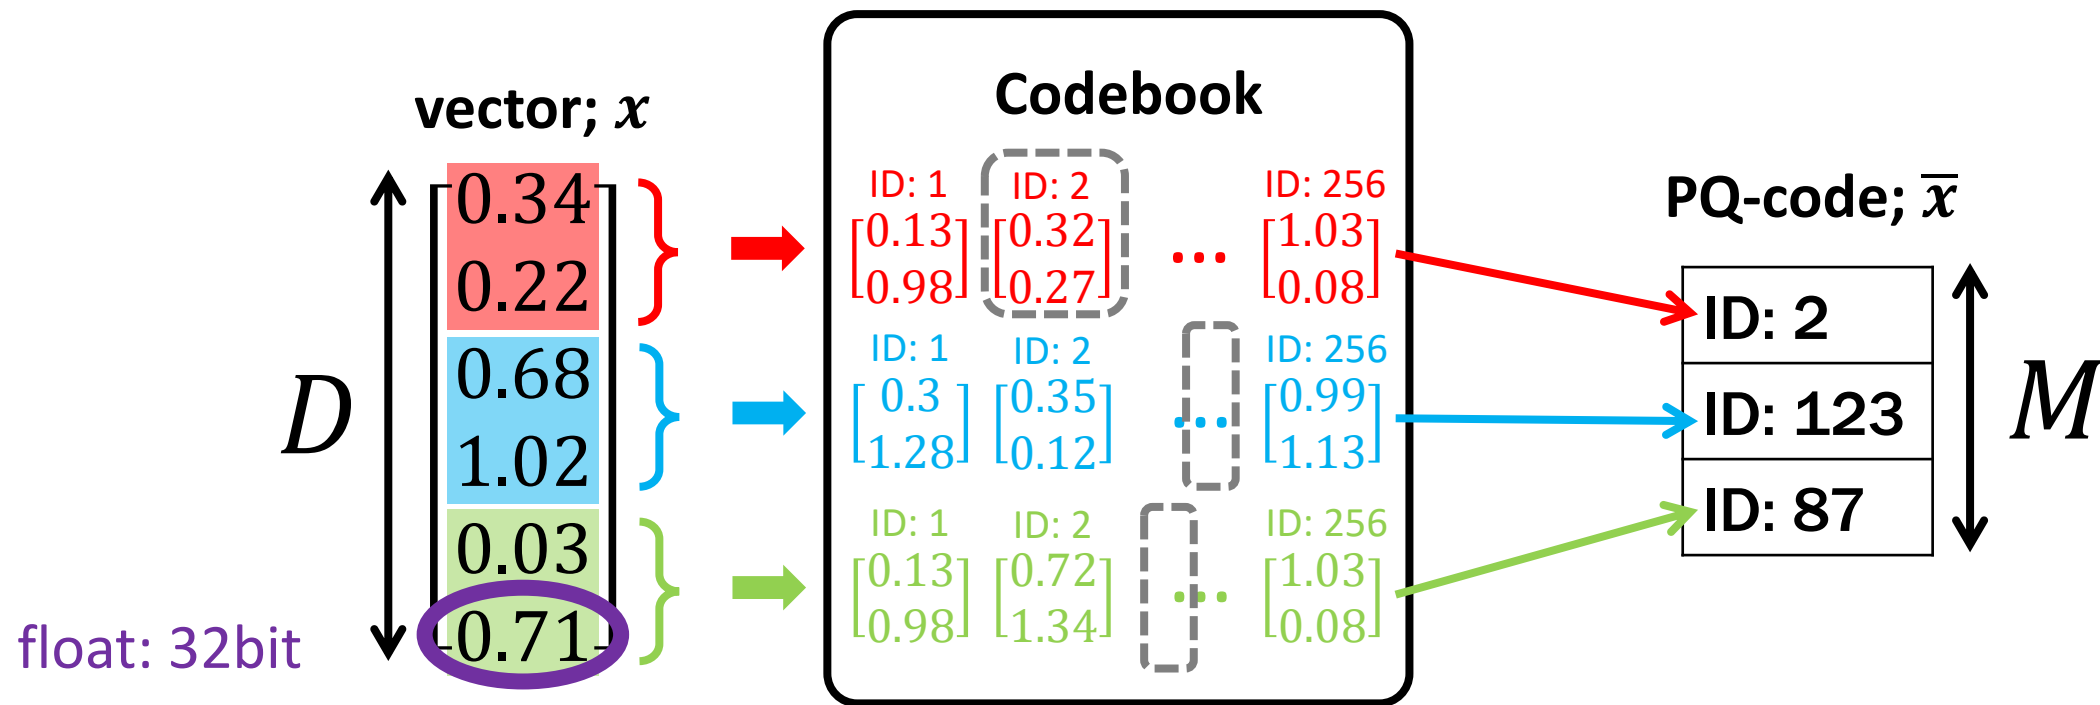 vector; x
D
0.34
0.22
0.68
1.02
0.03
0.71
float: 32bit
Codebook
ID: 1 ID: 2 ID: 256
0.13 0.32 ... 1.03
0.98 0.27 0.08
ID: 1 ID: 2 ID: 256
0.3 0.35 ... 0.99
1.28 0.12 1.13
ID: 1 ID: 2 ID: 256
0.13 0.72 ... 1.03
0.98 1.34 0.08
PQ-code; x̅
ID: 2
ID: 123
ID: 87
M